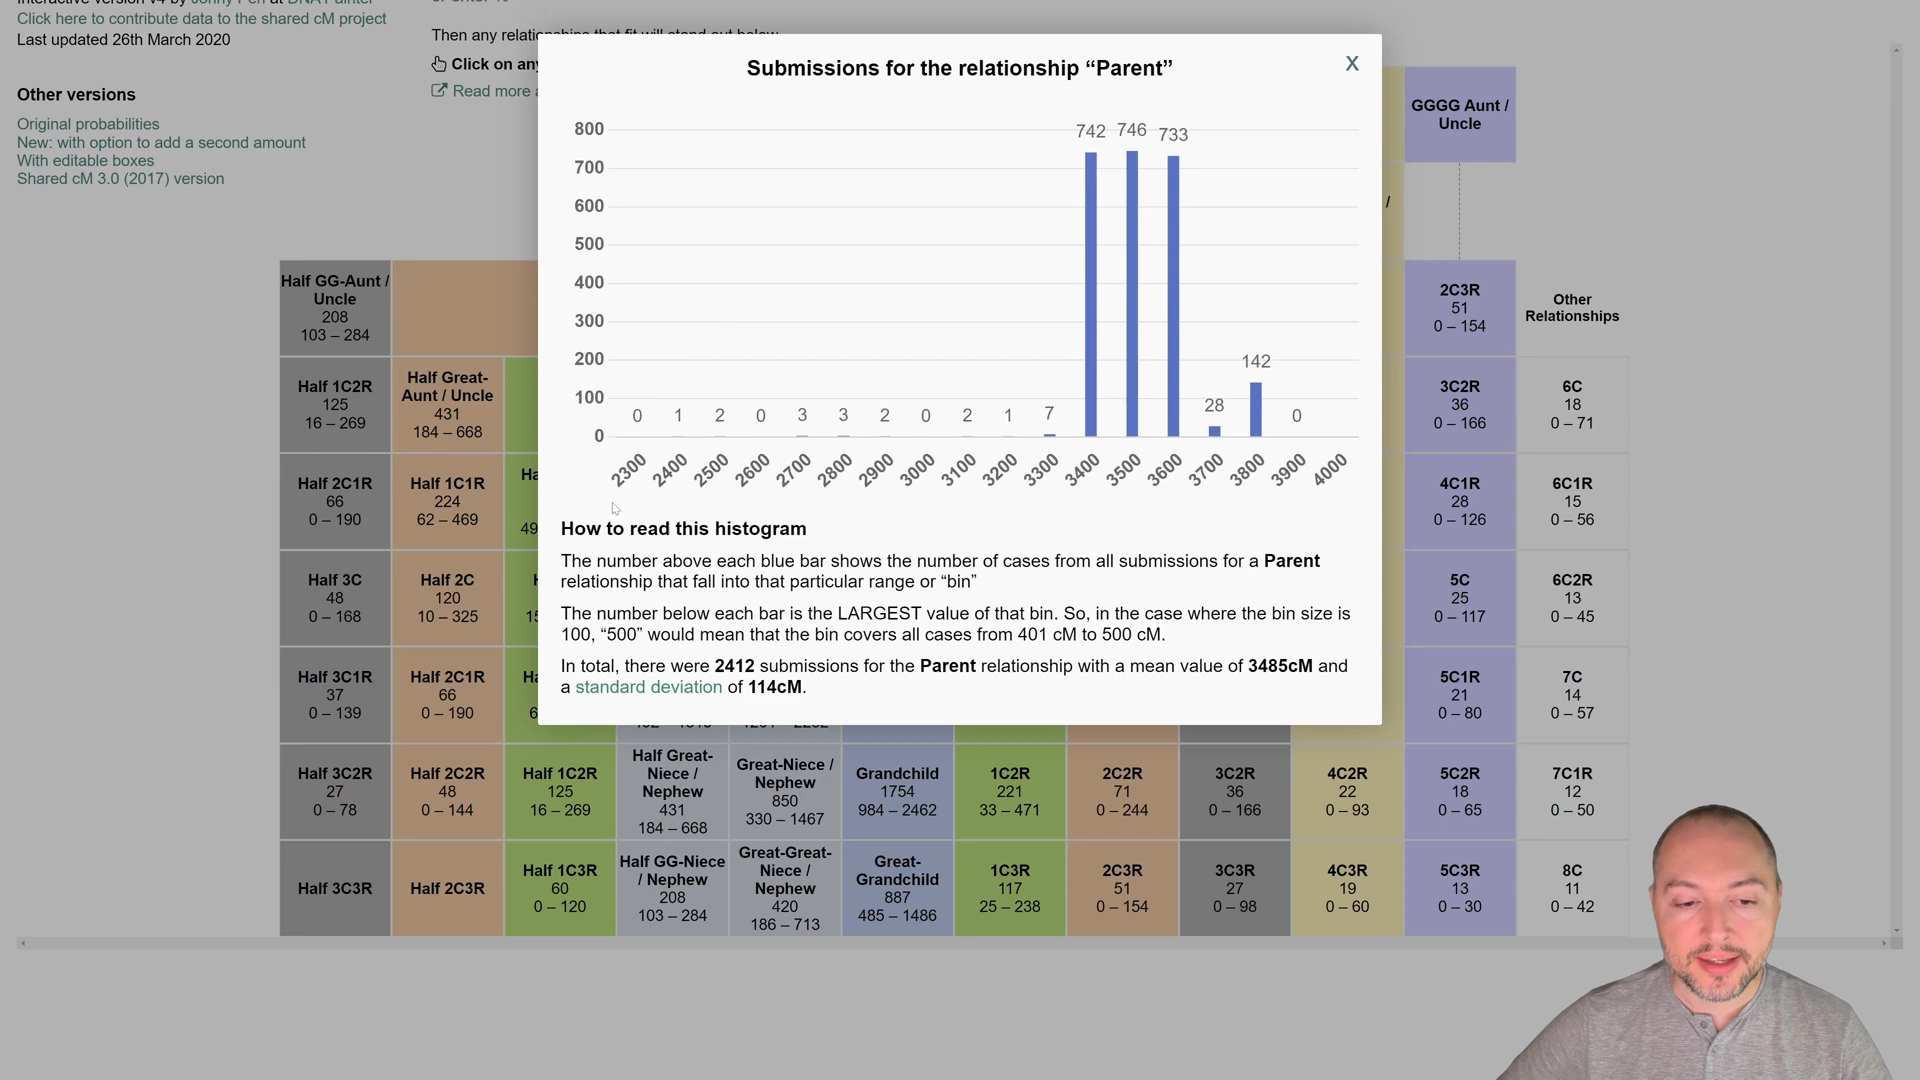 Click here to contribute data to the shared cM project
Last updated 26th March 2020
Other versions
Original probabilities
New: with option to add a second amount
With editable boxes
Shared cM 3.0 (2017) version
Click on any
Read more
Submissions for the relationship “Parent”
X
800
700
600
500
400
300
200
100
0
742 746 733
142
0 1 2 0 3 3 2 0 2 1 7 28 0
2300 2400 2500 2600 2700 2800 2900 3000 3100 3200 3300 3400 3500 3600 3700 3800 3900 4000
How to read this histogram
The number above each blue bar shows the number of cases from all submissions for a Parent
relationship that fall into that particular range or “bin”
The number below each bar is the LARGEST value of that bin. So, in the case where the bin size is
100, “500” would mean that the bin covers all cases from 401 cM to 500 cM.
In total, there were 2412 submissions for the Parent relationship with a mean value of 3485cM and
a standard deviation of 114cM.
GGGG Aunt /
Uncle
/
Half GG-Aunt /
Uncle
208
103 – 284
2C3R
51
0 – 154
Other
Relationships
Half 1C2R
125
16 – 269
Half Great-
Aunt / Uncle
431
184 – 668
3C2R
36
0 – 166
6C
18
0 – 71
Half 2C1R
66
0 – 190
Half 1C1R
224
62 – 469
Ha
49
4C1R
28
0 – 126
6C1R
15
0 – 56
Half 3C
48
0 – 168
Half 2C
120
10 – 325
H
15
5C
25
0 – 117
6C2R
13
0 – 45
Half 3C1R
37
0 – 139
Half 2C1R
66
0 – 190
Ha
6
5C1R
21
0 – 80
7C
14
0 – 57
Half 3C2R
27
0 – 78
Half 2C2R
48
0 – 144
Half 1C2R
125
16 – 269
Half Great-
Niece /
Nephew
431
184 – 668
Great-Niece /
Nephew
850
330 – 1467
Grandchild
1754
984 – 2462
1C2R
221
33 – 471
2C2R
71
0 – 244
3C2R
36
0 – 166
4C2R
22
0 – 93
5C2R
18
0 – 65
7C1R
12
0 – 50
Half 3C3R
Half 2C3R
Half 1C3R
60
0 – 120
Half GG-Niece
/ Nephew
208
103 – 284
Great-Great-
Niece /
Nephew
420
186 – 713
Great-
Grandchild
887
485 – 1486
1C3R
117
25 – 238
2C3R
51
0 – 154
3C3R
27
0 – 98
4C3R
19
0 – 60
5C3R
13
0 – 30
8C
11
0 – 42